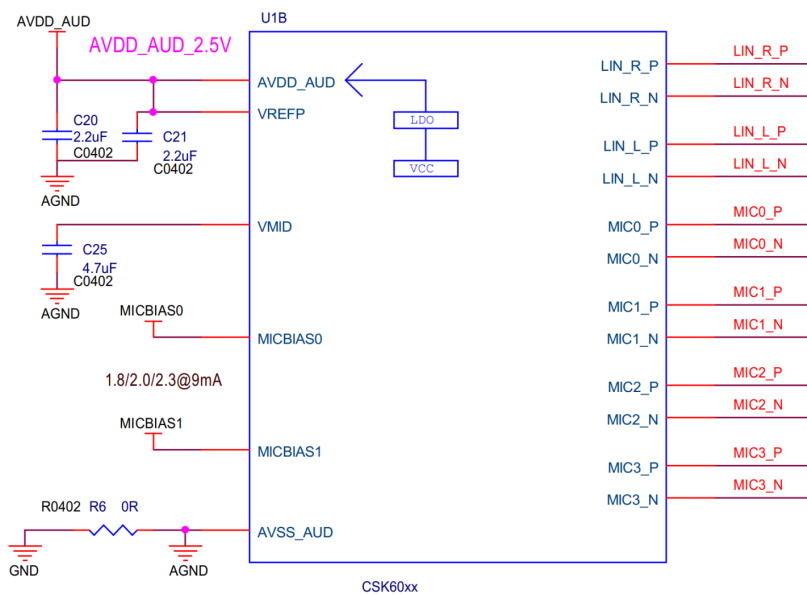 AVDD_AUD
AVDD_AUD_2.5V
U1B
AVDD_AUD
VREFP
C20
2.2uF
C0402
C21
2.2uF
C0402
AGND
LDO
VCC
VMID
C25
4.7uF
C0402
AGND
MICBIAS0
MICBIAS0
1.8/2.0/2.3@9mA
MICBIAS1
MICBIAS1
R0402 R6 0R
AVSS_AUD
GND
AGND
LIN_R_P
LIN_R_P
LIN_R_N
LIN_R_N
LIN_L_P
LIN_L_P
LIN_L_N
LIN_L_N
MIC0_P
MIC0_P
MIC0_N
MIC0_N
MIC1_P
MIC1_P
MIC1_N
MIC1_N
MIC2_P
MIC2_P
MIC2_N
MIC2_N
MIC3_P
MIC3_P
MIC3_N
MIC3_N
CSK60xx